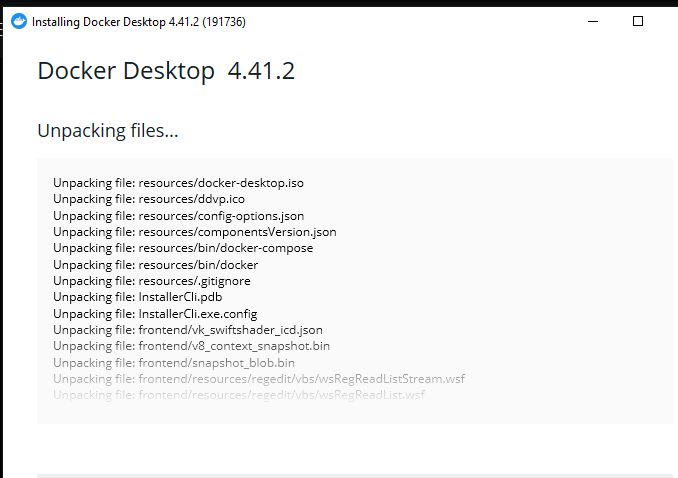 Installing Docker Desktop 4.41.2 (191736)
Docker Desktop 4.41.2
Unpacking files...
Unpacking file: resources/docker-desktop.iso
Unpacking file: resources/ddvp.ico
Unpacking file: resources/config-options.json
Unpacking file: resources/componentsVersion.json
Unpacking file: resources/bin/docker-compose
Unpacking file: resources/bin/docker
Unpacking file: resources/.gitignore
Unpacking file: InstallerCli.pdb
Unpacking file: InstallerCli.exe.config
Unpacking file: frontend/vk_swiftshader_icd.json
Unpacking file: frontend/v8_context_snapshot.bin
Unpacking file: frontend/snapshot_blob.bin
Unpacking file: frontend/resources/regedit/vbs/wsRegReadListStream.wsf
Unpacking file: frontend/resources/regedit/vbs/wsRegReadList.wsf